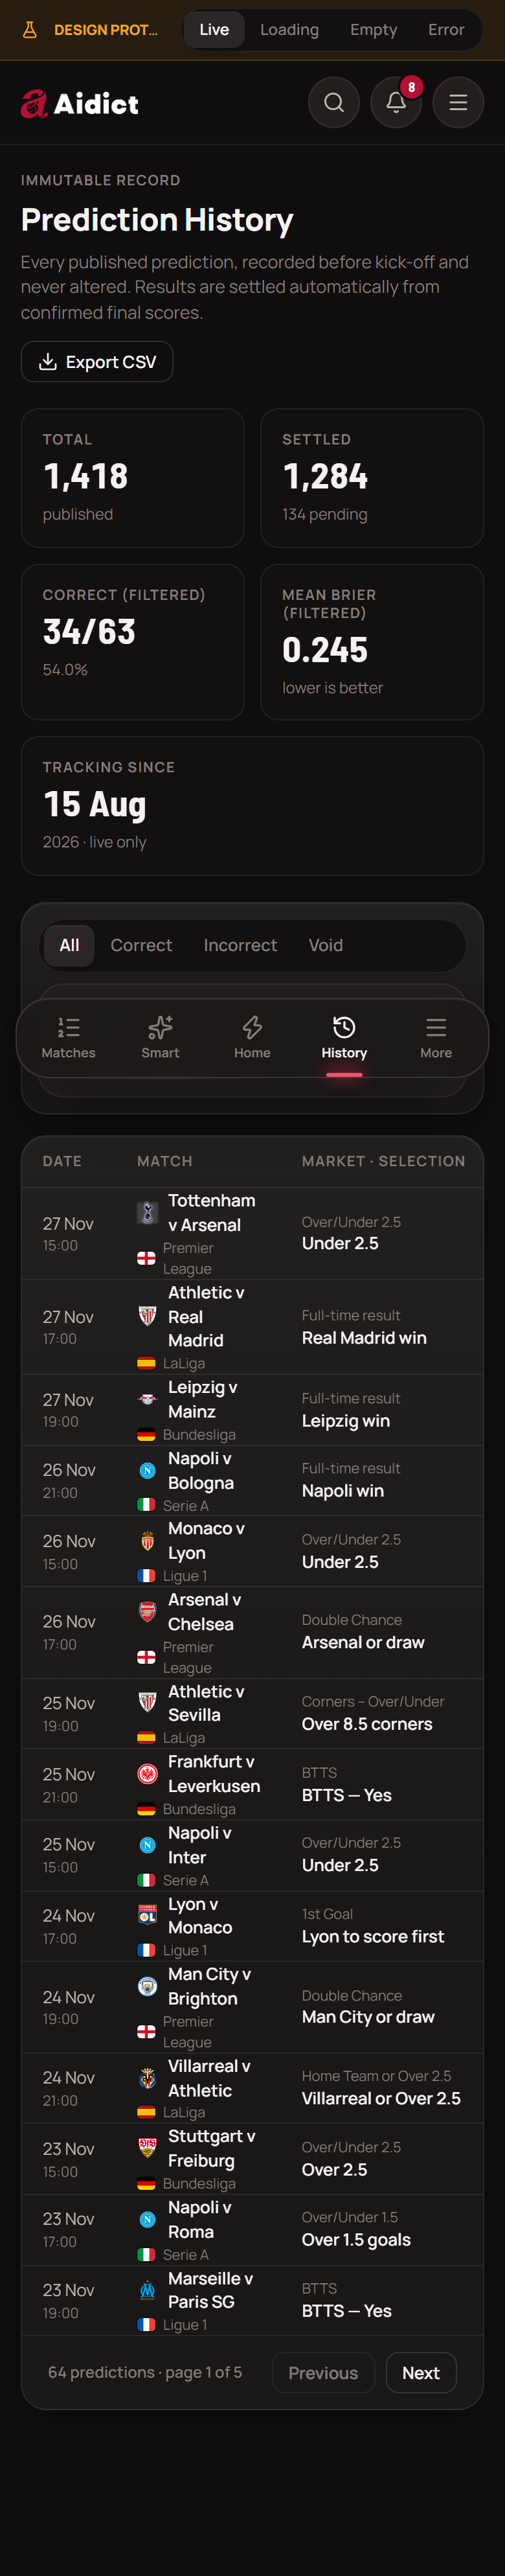 DESIGN PROT...
Live
Loading
Empty
Error
Aidict
8
IMMUTABLE RECORD
Prediction History
Every published prediction, recorded before kick-off and
never altered. Results are settled automatically from
confirmed final scores.
Export CSV
TOTAL
1,418
published
SETTLED
1,284
134 pending
CORRECT (FILTERED)
34/63
54.0%
MEAN BRIER
(FILTERED)
0.245
lower is better
TRACKING SINCE
15 Aug
2026 · live only
All
Correct
Incorrect
Void
Matches
Smart
Home
History
More
DATE
MATCH
MARKET · SELECTION
27 Nov
15:00
Tottenham
v Arsenal
Premier
League
Over/Under 2.5
Under 2.5
27 Nov
17:00
Athletic v
Real
Madrid
LaLiga
Full-time result
Real Madrid win
27 Nov
19:00
Leipzig v
Mainz
Bundesliga
Full-time result
Leipzig win
26 Nov
21:00
Napoli v
Bologna
Serie A
Full-time result
Napoli win
26 Nov
15:00
Monaco v
Lyon
Ligue 1
Over/Under 2.5
Under 2.5
26 Nov
17:00
Arsenal v
Chelsea
Premier
League
Double Chance
Arsenal or draw
25 Nov
19:00
Athletic v
Sevilla
LaLiga
Corners – Over/Under
Over 8.5 corners
25 Nov
21:00
Frankfurt v
Leverkusen
Bundesliga
BTTS
BTTS — Yes
25 Nov
15:00
Napoli v
Inter
Serie A
Over/Under 2.5
Under 2.5
24 Nov
17:00
Lyon v
Monaco
Ligue 1
1st Goal
Lyon to score first
24 Nov
19:00
Man City v
Brighton
Premier
League
Double Chance
Man City or draw
24 Nov
21:00
Villarreal v
Athletic
LaLiga
Home Team or Over 2.5
Villarreal or Over 2.5
23 Nov
15:00
Stuttgart v
Freiburg
Bundesliga
Over/Under 2.5
Over 2.5
23 Nov
17:00
Napoli v
Roma
Serie A
Over/Under 1.5
Over 1.5 goals
23 Nov
19:00
Marseille v
Paris SG
Ligue 1
BTTS
BTTS — Yes
64 predictions · page 1 of 5
Previous
Next